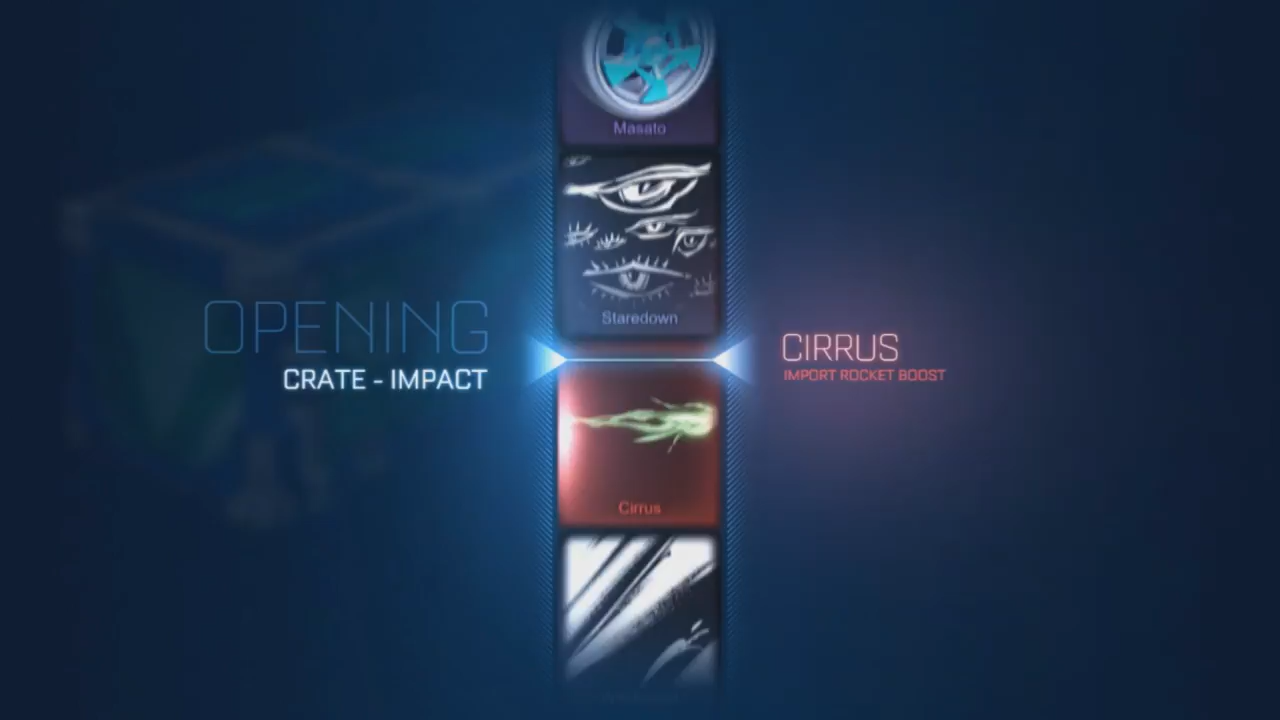 Masato
Staredown
OPENING
CRATE - IMPACT
CIRRUS
IMPORT ROCKET BOOST
Cirrus